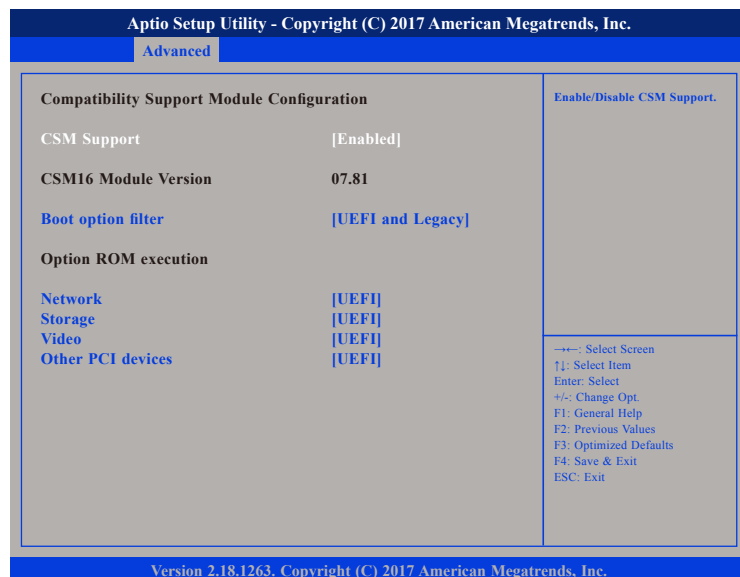 Aptio Setup Utility - Copyright (C) 2017 American Megatrends, Inc.
Advanced
Compatibility Support Module Configuration
CSM Support [Enabled]
CSM16 Module Version 07.81
Boot option filter [UEFI and Legacy]
Option ROM execution
Network [UEFI]
Storage [UEFI]
Video [UEFI]
Other PCI devices [UEFI]
Enable/Disable CSM Support.
→←: Select Screen
↑↓: Select Item
Enter: Select
+/-: Change Opt.
F1: General Help
F2: Previous Values
F3: Optimized Defaults
F4: Save & Exit
ESC: Exit
Version 2.18.1263. Copyright (C) 2017 American Megatrends, Inc.